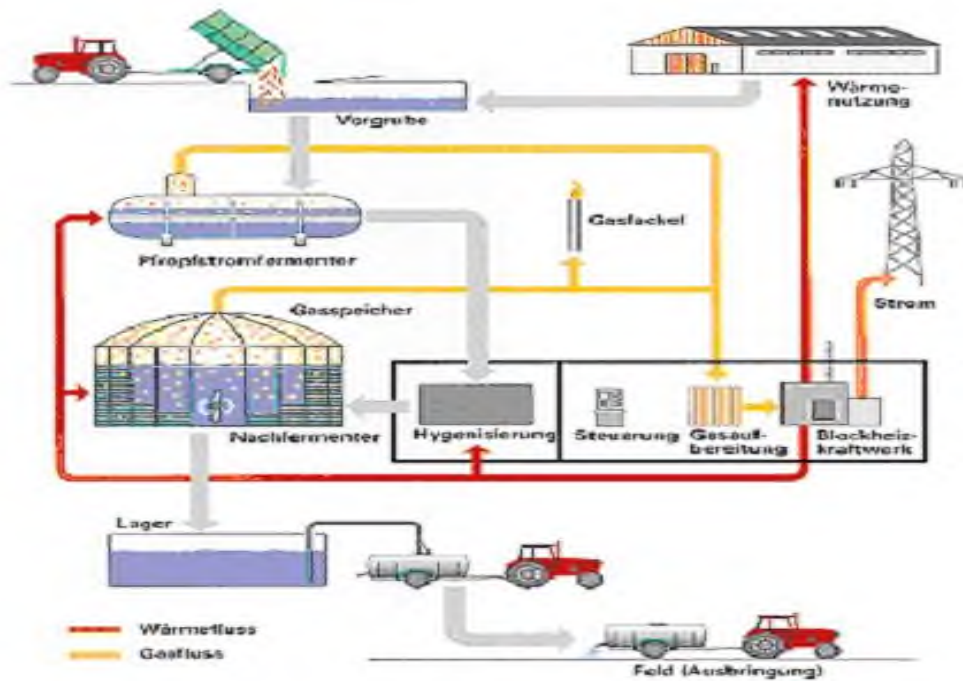 Wärme-
nutzung
Vorgrube
Gasfackel
Pfropfstromfermenter
Gasspeicher
Strom
Nachfermenter
Hygenisierung
Steuerung
Gasauf-
bereitung
Blockheiz-
kraftwerk
Lager
Wärmefluss
Gasfluss
Feld (Ausbringung)